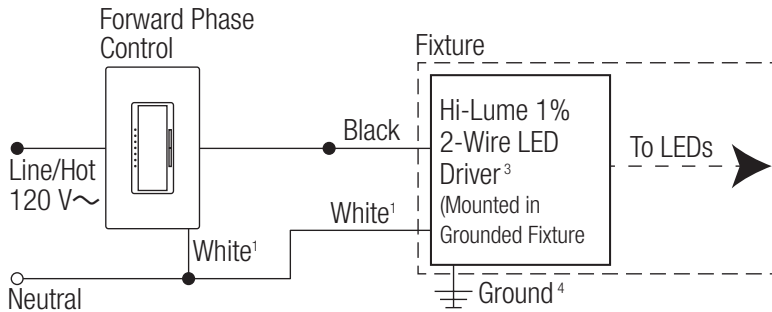 Forward Phase
Control
Fixture
Line/Hot
120 V~
Black
Hi-Lume 1%
2-Wire LED
Driver³
(Mounted in
Grounded Fixture
To LEDs
White¹
White¹
Neutral
Ground⁴